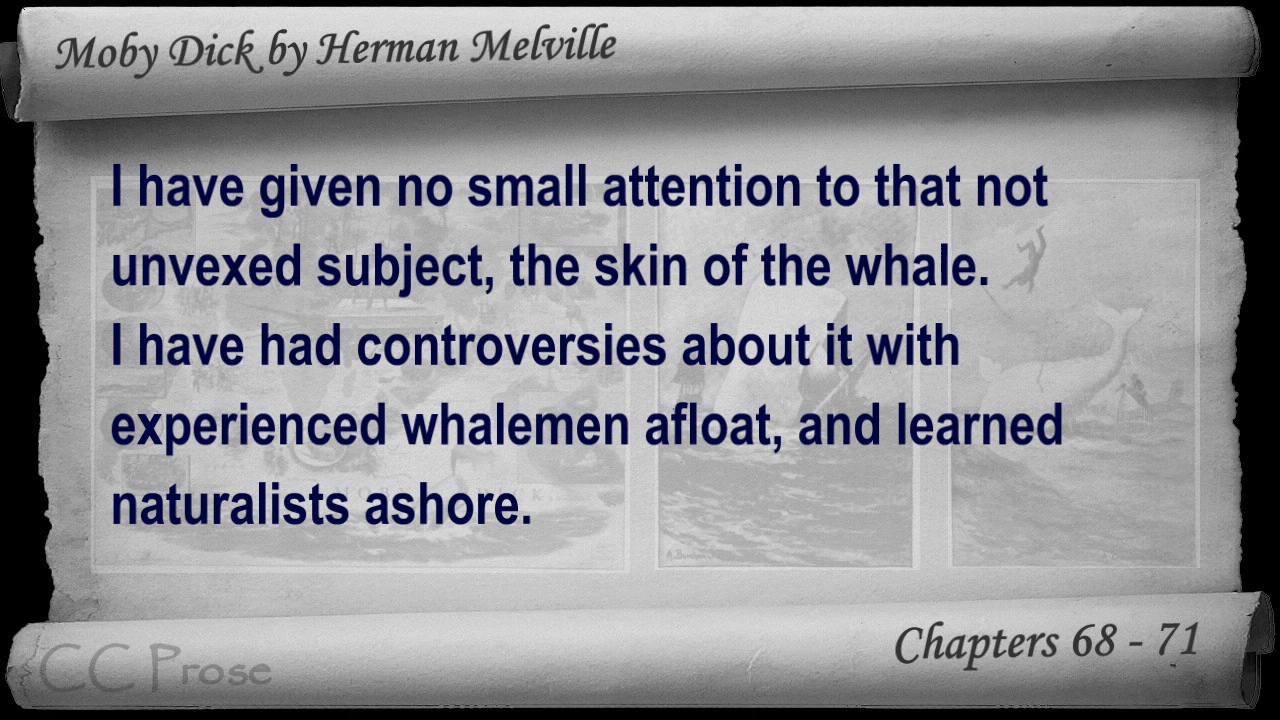 Moby Dick by Herman Melville
I have given no small attention to that not
unvexed subject, the skin of the whale.
I have had controversies about it with
experienced whalemen afloat, and learned
naturalists ashore.
Chapters 68 - 71
CC Prose